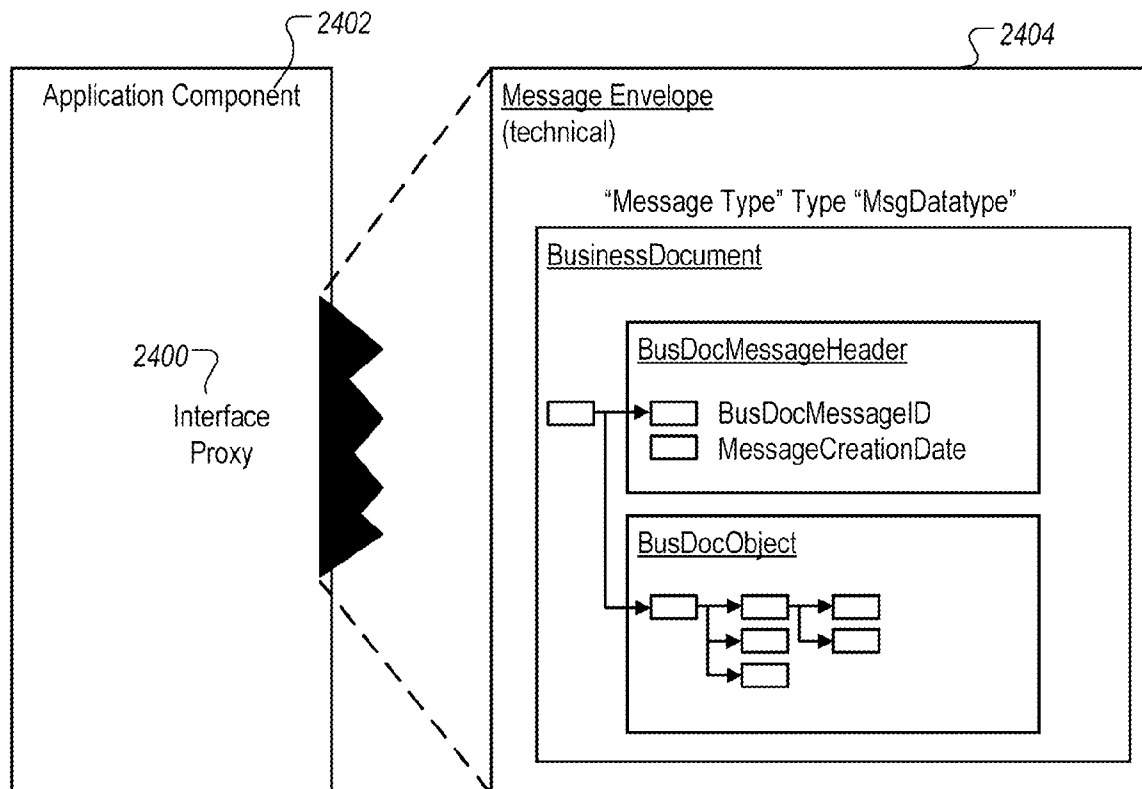 2402
2404
Application Component
Message Envelope
(technical)
“Message Type” Type “MsgDatatype”
BusinessDocument
BusDocMessageHeader
2400
Interface
Proxy
BusDocMessageID
MessageCreationDate
BusDocObject